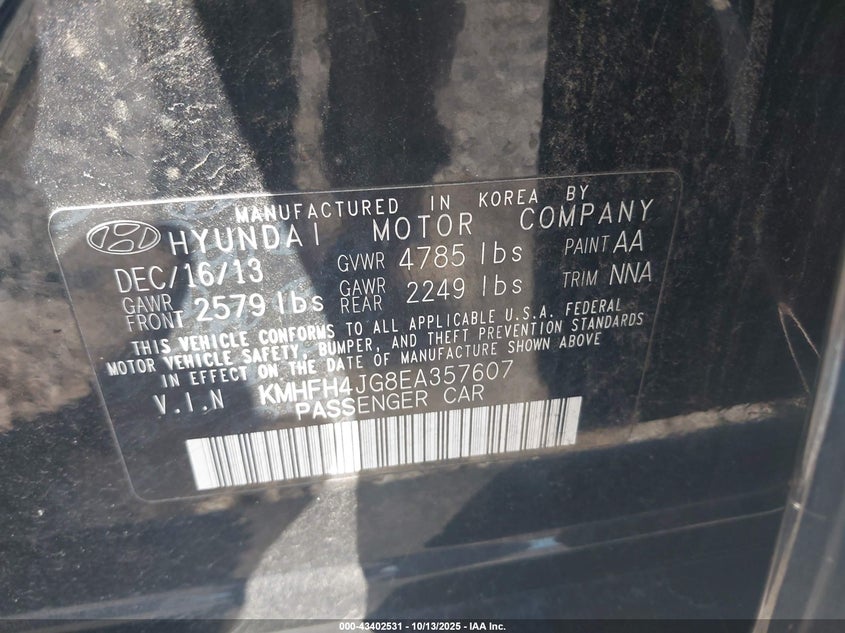 MANUFACTURED IN KOREA BY
HYUNDAI MOTOR COMPANY
DEC/16/13 GVWR 4785 lbs PAINT AA
GAWR FRONT 2579 lbs GAWR REAR 2249 lbs TRIM NNA
THIS VEHICLE CONFORMS TO ALL APPLICABLE U.S.A. FEDERAL
MOTOR VEHICLE SAFETY, BUMPER, AND THEFT PREVENTION STANDARDS
IN EFFECT ON THE DATE OF MANUFACTURE SHOWN ABOVE
V.I.N KMHFH4JG8EA357607
PASSENGER CAR
000-43402531 - 10/13/2025 - IAA Inc.